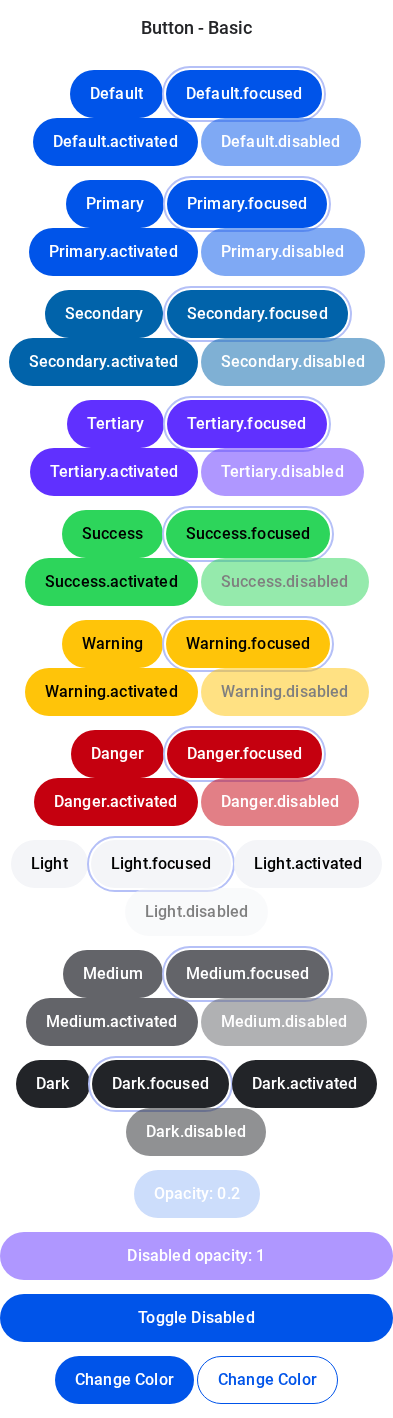 Button - Basic
Default Default.focused
Default.activated Default.disabled
Primary Primary.focused
Primary.activated Primary.disabled
Secondary Secondary.focused
Secondary.activated Secondary.disabled
Tertiary Tertiary.focused
Tertiary.activated Tertiary.disabled
Success Success.focused
Success.activated Success.disabled
Warning Warning.focused
Warning.activated Warning.disabled
Danger Danger.focused
Danger.activated Danger.disabled
Light Light.focused Light.activated
Light.disabled
Medium Medium.focused
Medium.activated Medium.disabled
Dark Dark.focused Dark.activated
Dark.disabled
Opacity: 0.2
Disabled opacity: 1
Toggle Disabled
Change Color Change Color